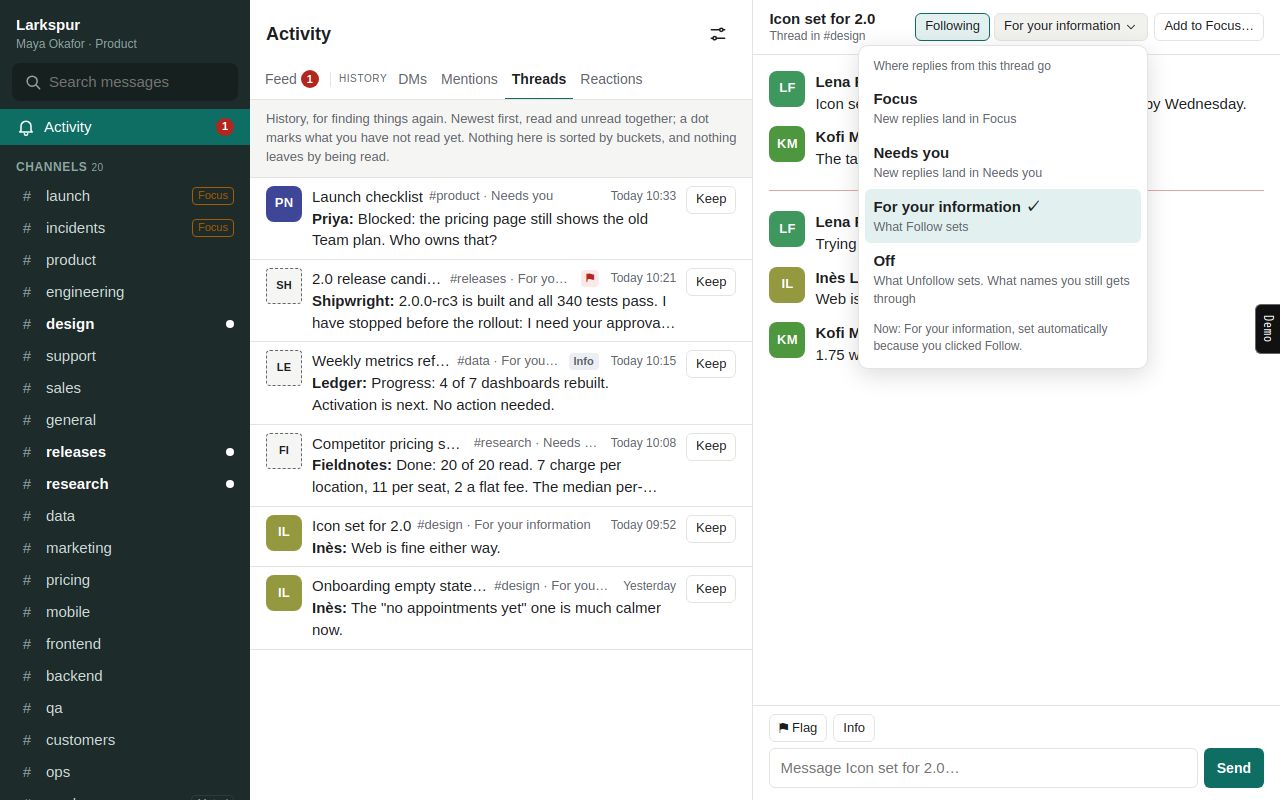 Larkspur
Maya Okafor · Product
Search messages
Activity
1
CHANNELS 20
# launch
Focus
# incidents
Focus
# product
# engineering
# design
# support
# sales
# general
# releases
# research
# data
# marketing
# pricing
# mobile
# frontend
# backend
# qa
# customers
# ops
Activity
Feed 1
HISTORY
DMs
Mentions
Threads
Reactions
History, for finding things again. Newest first, read and unread together; a dot
marks what you have not read yet. Nothing here is sorted by buckets, and nothing
leaves by being read.
PN
Launch checklist #product · Needs you
Today 10:33
Keep
Priya: Blocked: the pricing page still shows the old
Team plan. Who owns that?
SH
2.0 release candi… #releases · For yo…
Today 10:21
Keep
Shipwright: 2.0.0-rc3 is built and all 340 tests pass. I
have stopped before the rollout: I need your approva…
LE
Weekly metrics ref… #data · For you…
Info
Today 10:15
Keep
Ledger: Progress: 4 of 7 dashboards rebuilt.
Activation is next. No action needed.
FI
Competitor pricing s… #research · Needs …
Today 10:08
Keep
Fieldnotes: Done: 20 of 20 read. 7 charge per
location, 11 per seat, 2 a flat fee. The median per-…
IL
Icon set for 2.0 #design · For your information
Today 09:52
Keep
Inès: Web is fine either way.
IL
Onboarding empty state… #design · For you…
Yesterday
Keep
Inès: The "no appointments yet" one is much calmer
now.
Icon set for 2.0
Thread in #design
Following
For your information
Add to Focus…
Where replies from this thread go
Focus
New replies land in Focus
Needs you
New replies land in Needs you
For your information ✓
What Follow sets
Off
What Unfollow sets. What names you still gets
through
Now: For your information, set automatically
because you clicked Follow.
LF
Lena
Icon
by Wednesday.
KM
Kofi
The
LF
Lena
Trying
IL
Inès
Web
KM
Kofi
1.75
Demo
Flag
Info
Message Icon set for 2.0…
Send